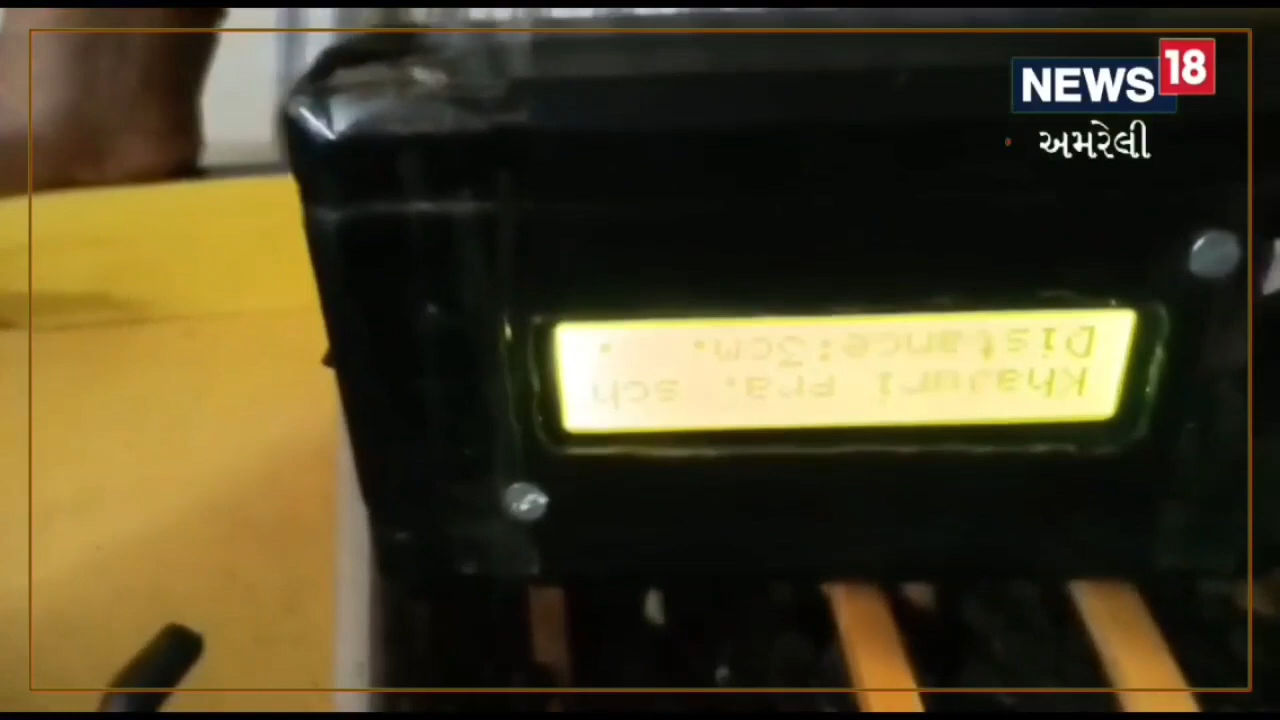 NEWS18
અમરેલી
Khajuri Pra. sch
Distance:3cm. .